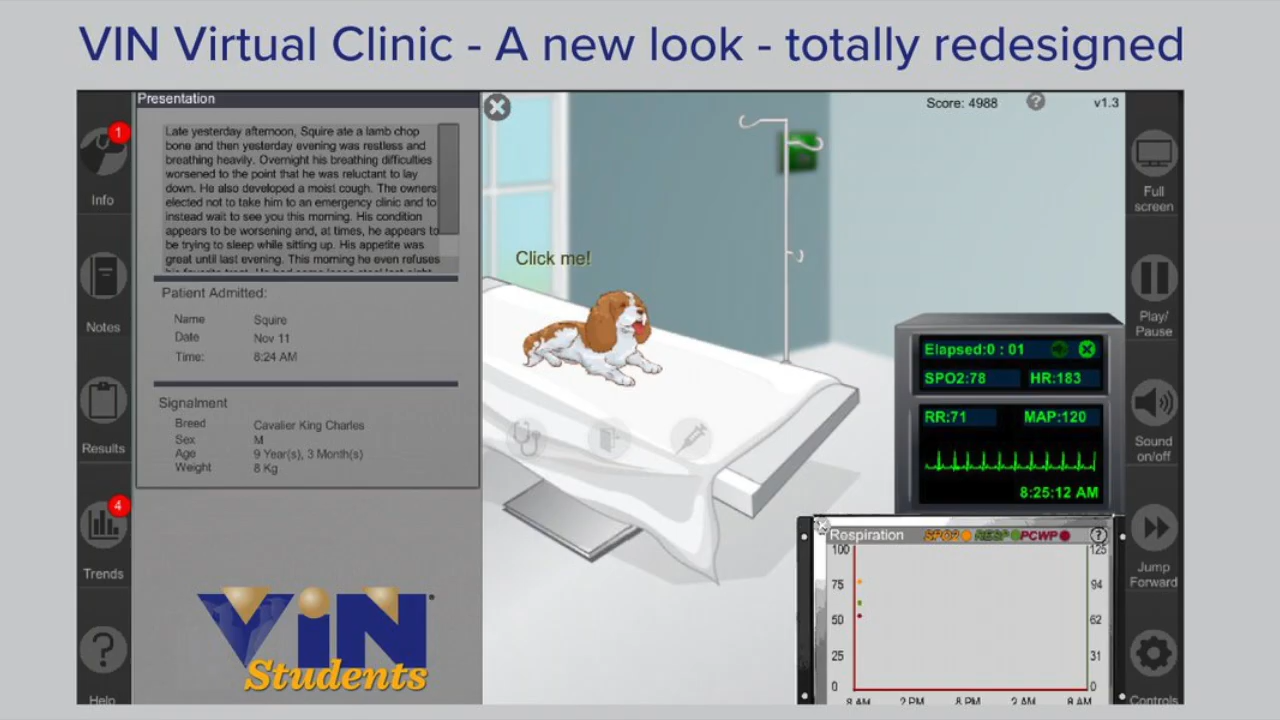 VIN Virtual Clinic - A new look - totally redesigned
Presentation
Late yesterday afternoon, Squire ate a lamb chop
bone and then yesterday evening was restless and
breathing heavily. Overnight his breathing difficulties
worsened to the point that he was reluctant to lay
down. He also developed a moist cough. The owners
elected not to take him to an emergency clinic and to
instead wait to see you this morning. His condition
appears to be worsening and, at times, he appears to
be trying to sleep while sitting up. His appetite was
great until last evening. This morning he even refuses
Patient Admitted:
Name Squire
Date Nov 11
Time: 8:24 AM
Signalment
Breed Cavalier King Charles
Sex M
Age 9 Year(s), 3 Month(s)
Weight 8 Kg
1
Info
Notes
Results
4
Trends
?
Help
ViN
Students
Click me!
Score: 4988
?
v1.3
Elapsed:0 : 01
SPO2:78 HR:183
RR:71 MAP:120
8:25:12 AM
Respiration SPO2 RESP PCWP ?
100 125
75 94
50 62
25 31
0 0
8 AM 2 PM 8 PM 2 AM 8 AM
Full
screen
Play/
Pause
Sound
on/off
Jump
Forward
Controls